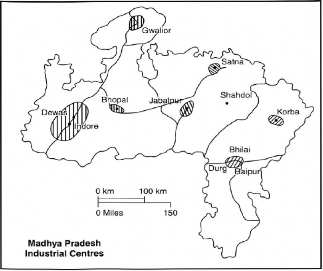 Gwalior
Satna
Dewas
Bhopal
Jabalpur
Shahdol
Korba
Indore
Bhilai
Durg
Raipur
0 km 100 km
0 Miles 150
Madhya Pradesh
Industrial Centres